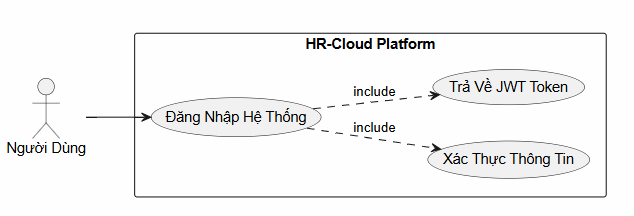 HR-Cloud Platform
include
Trả Về JWT Token
Đăng Nhập Hệ Thống
include
Người Dùng
Xác Thực Thông Tin